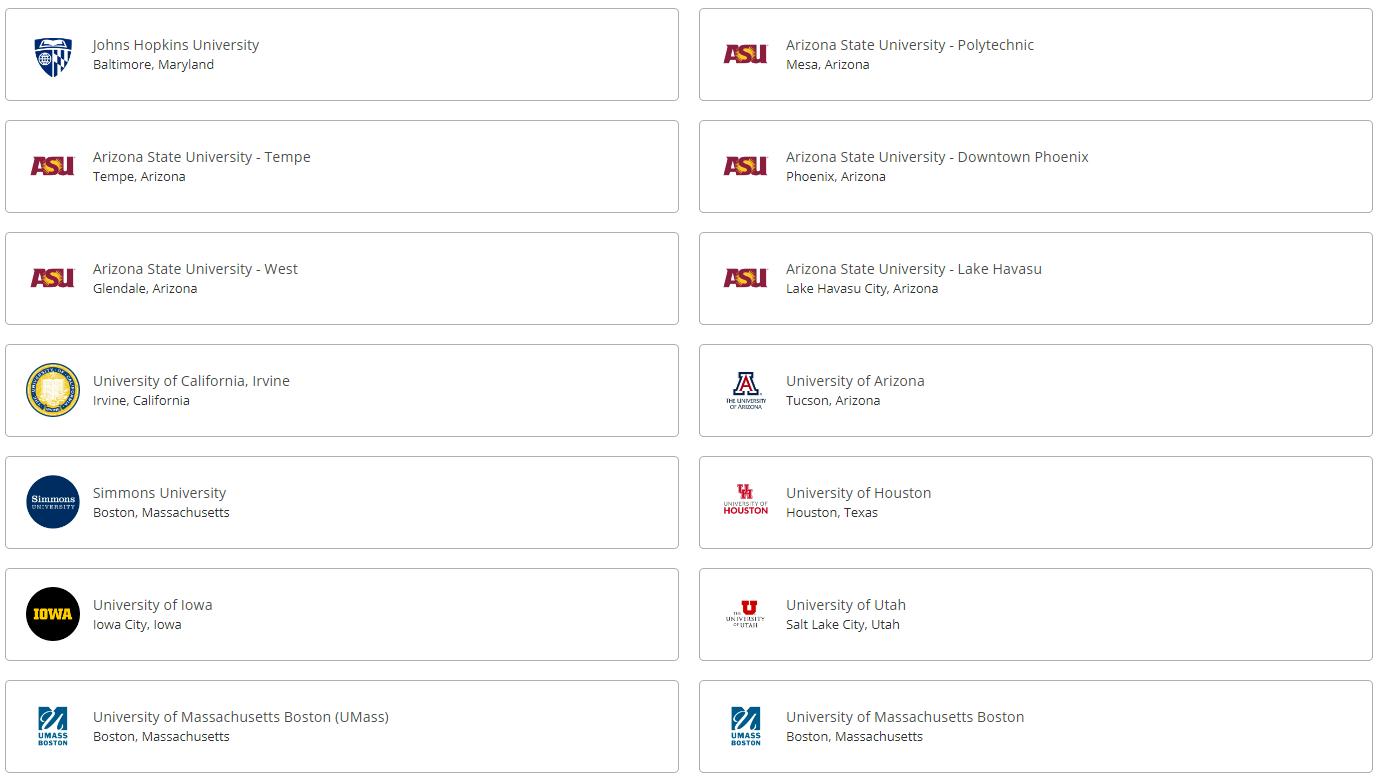 Johns Hopkins University
Baltimore, Maryland
ASU
Arizona State University - Polytechnic
Mesa, Arizona
ASU
Arizona State University - Tempe
Tempe, Arizona
ASU
Arizona State University - Downtown Phoenix
Phoenix, Arizona
ASU
Arizona State University - West
Glendale, Arizona
ASU
Arizona State University - Lake Havasu
Lake Havasu City, Arizona
University of California, Irvine
Irvine, California
A
THE UNIVERSITY
OF ARIZONA
University of Arizona
Tucson, Arizona
Simmons
UNIVERSITY
Simmons University
Boston, Massachusetts
UH
UNIVERSITY OF
HOUSTON
University of Houston
Houston, Texas
IOWA
University of Iowa
Iowa City, Iowa
U
THE
UNIVERSITY
OF UTAH
University of Utah
Salt Lake City, Utah
UMASS
BOSTON
University of Massachusetts Boston (UMass)
Boston, Massachusetts
UMASS
BOSTON
University of Massachusetts Boston
Boston, Massachusetts